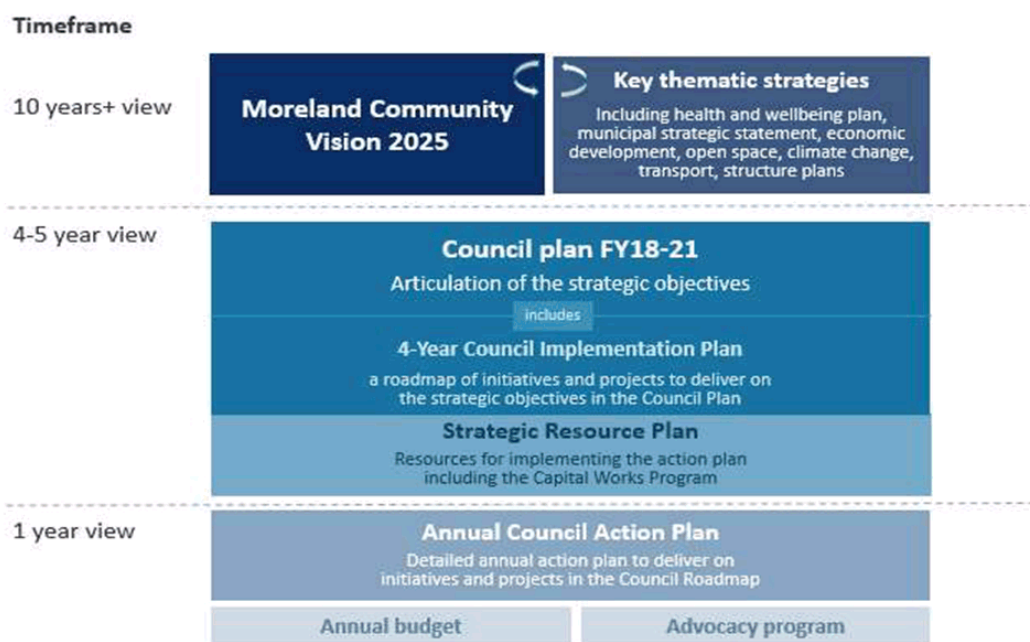 Timeframe
10 years+ view
Moreland Community
Vision 2025
Key thematic strategies
Including health and wellbeing plan,
municipal strategic statement, economic
development, open space, climate change,
transport, structure plans
4-5 year view
Council plan FY18-21
Articulation of the strategic objectives
includes
4-Year Council Implementation Plan
a roadmap of initiatives and projects to deliver on
the strategic objectives in the Council Plan
Strategic Resource Plan
Resources for implementing the action plan
including the Capital Works Program
1 year view
Annual Council Action Plan
Detailed annual action plan to deliver on
initiatives and projects in the Council Roadmap
Annual budget
Advocacy program